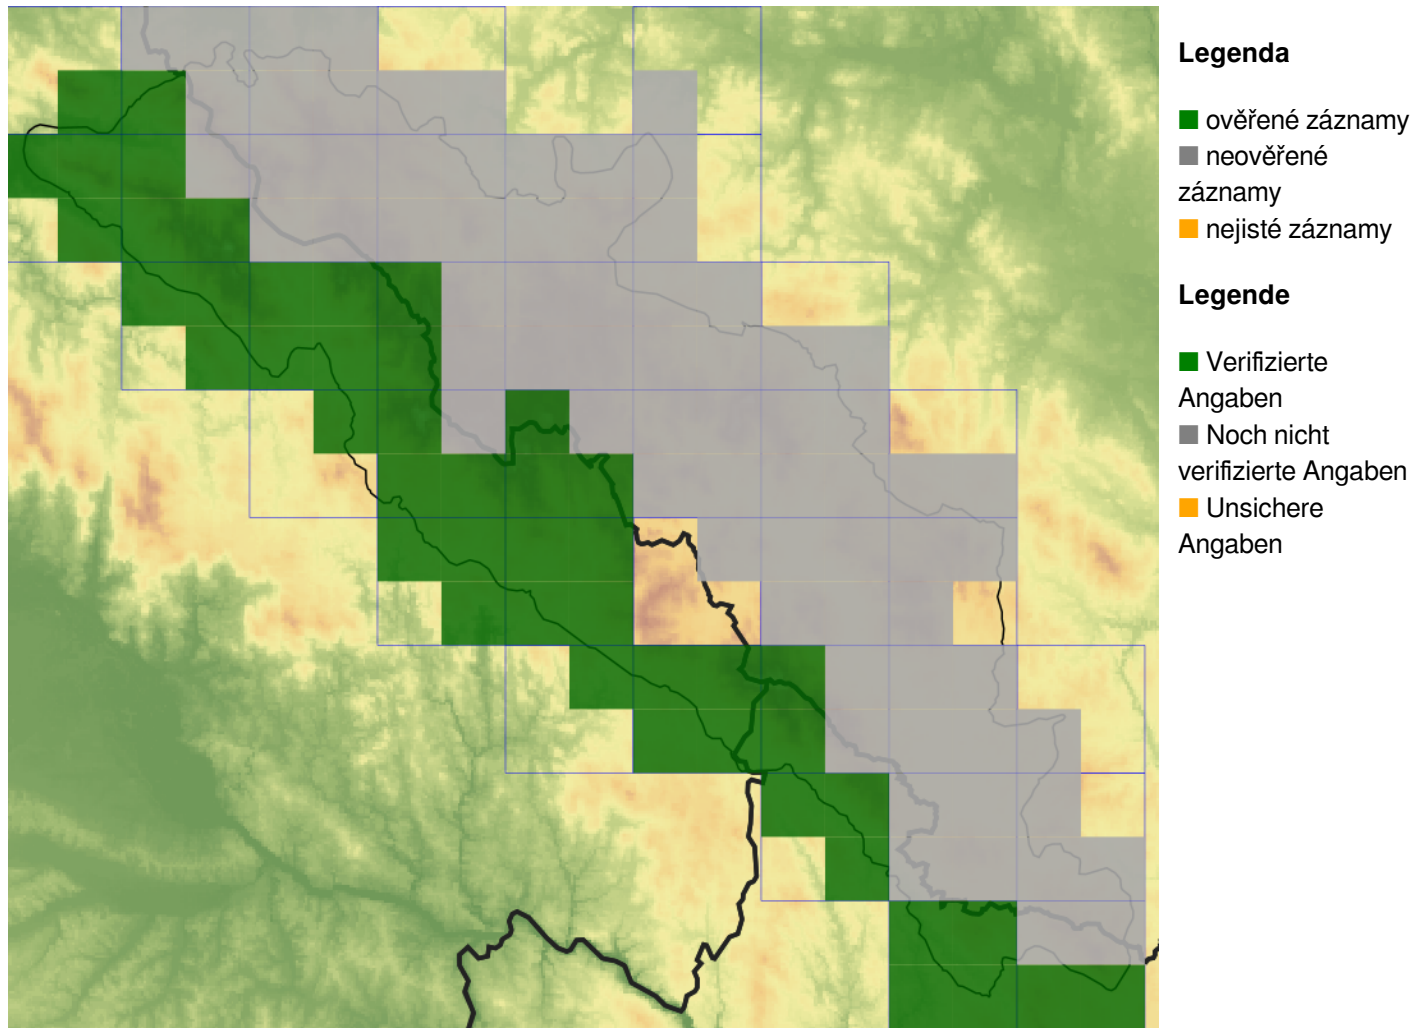 Legenda
ověřené záznamy
neověřené
záznamy
nejisté záznamy
Legende
Verifizierte
Angaben
Noch nicht
verifizierte Angaben
Unsichere
Angaben